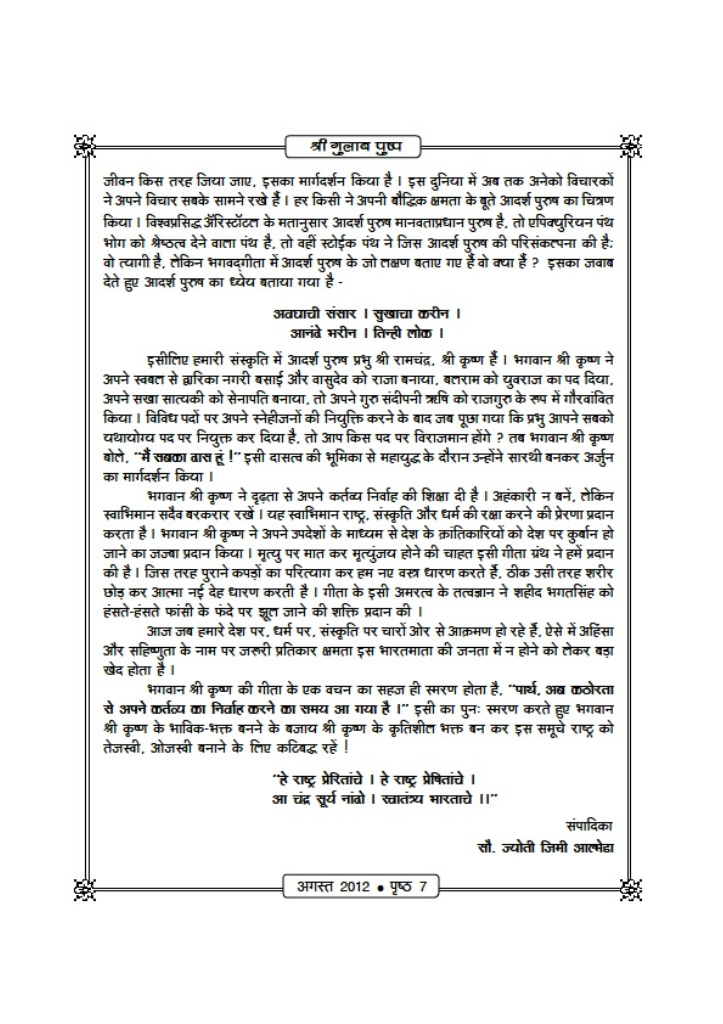 श्री गुलाब पुष्प
जीवन किस तरह जिया जाए, इसका मार्गदर्शन किया है । इस दुनिया में अब तक अनेको विचारकों
ने अपने विचार सबके सामने रखे हैं । हर किसी ने अपनी बौद्धिक क्षमता के बूते आदर्श पुरुष का चित्रण
किया । विश्वप्रसिद्ध ॲरिस्टॉटल के मतानुसार आदर्श पुरुष मानवताप्रधान पुरुष है, तो एपिक्युरियन पंथ
भोग को श्रेष्ठत्व देने वाला पंथ है, तो वहीं स्टोईक पंथ ने जिस आदर्श पुरुष की परिसंकल्पना की है;
वो त्यागी है, लेकिन भगवद्‌गीता में आदर्श पुरुष के जो लक्षण बताए गए हैं वो क्या हैं ? इसका जवाब
देते हुए आदर्श पुरुष का ध्येय बताया गया है -
अवघाची संसार । सुखाचा करीन ।
आनंदे भरीन । तिन्ही लोक ।
इसीलिए हमारी संस्कृति में आदर्श पुरुष प्रभु श्री रामचंद्र, श्री कृष्ण हैं । भगवान श्री कृष्ण ने
अपने स्वबल से द्वारिका नगरी बसाई और वासुदेव को राजा बनाया, बलराम को युवराज का पद दिया,
अपने सखा सात्यकी को सेनापति बनाया, तो अपने गुरु संदीपनी ऋषि को राजगुरु के रूप में गौरवांवित
किया । विविध पदों पर अपने स्नेहीजनों की नियुक्ति करने के बाद जब पूछा गया कि प्रभु आपने सबको
यथायोग्य पद पर नियुक्त कर दिया है, तो आप किस पद पर विराजमान होंगे ? तब भगवान श्री कृष्ण
बोले, “मैं सबका दास हूं !” इसी दासत्व की भूमिका से महायुद्ध के दौरान उन्होंने सारथी बनकर अर्जुन
का मार्गदर्शन किया ।
भगवान श्री कृष्ण ने दृढ़ता से अपने कर्तव्य निर्वाह की शिक्षा दी है । अहंकारी न बनें, लेकिन
स्वाभिमान सदैव बरकरार रखें । यह स्वाभिमान राष्ट्र, संस्कृति और धर्म की रक्षा करने की प्रेरणा प्रदान
करता है । भगवान श्री कृष्ण ने अपने उपदेशों के माध्यम से देश के क्रांतिकारियों को देश पर कुर्बान हो
जाने का जज्बा प्रदान किया । मृत्यु पर मात कर मृत्युंजय होने की चाहत इसी गीता ग्रंथ ने हमें प्रदान
की है । जिस तरह पुराने कपड़ों का परित्याग कर हम नए वस्त्र धारण करते हैं, ठीक उसी तरह शरीर
छोड़ कर आत्मा नई देह धारण करती है । गीता के इसी अमरत्व के तत्वज्ञान ने शहीद भगतसिंह को
हंसते-हंसते फांसी के फंदे पर झूल जाने की शक्ति प्रदान की ।
आज जब हमारे देश पर, धर्म पर, संस्कृति पर चारों ओर से आक्रमण हो रहे हैं, ऐसे में अहिंसा
और सहिष्णुता के नाम पर जरूरी प्रतिकार क्षमता इस भारतमाता की जनता में न होने को लेकर बड़ा
खेद होता है ।
भगवान श्री कृष्ण की गीता के एक वचन का सहज ही स्मरण होता है, “पार्थ, अब कठोरता
से अपने कर्तव्य का निर्वाह करने का समय आ गया है ।” इसी का पुनः स्मरण करते हुए भगवान
श्री कृष्ण के भाविक-भक्त बनने के बजाय श्री कृष्ण के कृतिशील भक्त बन कर इस समूचे राष्ट्र को
तेजस्वी, ओजस्वी बनाने के लिए कटिबद्ध रहें !
“हे राष्ट्र प्रेरितांचे । हे राष्ट्र प्रेषितांचे ।
आ चंद्र सूर्य नांदो । स्वातंत्र्य भारताचे ।।”
संपादिका
सौ. ज्योती जिमी आल्मेडा
अगस्त 2012 ● पृष्ठ 7